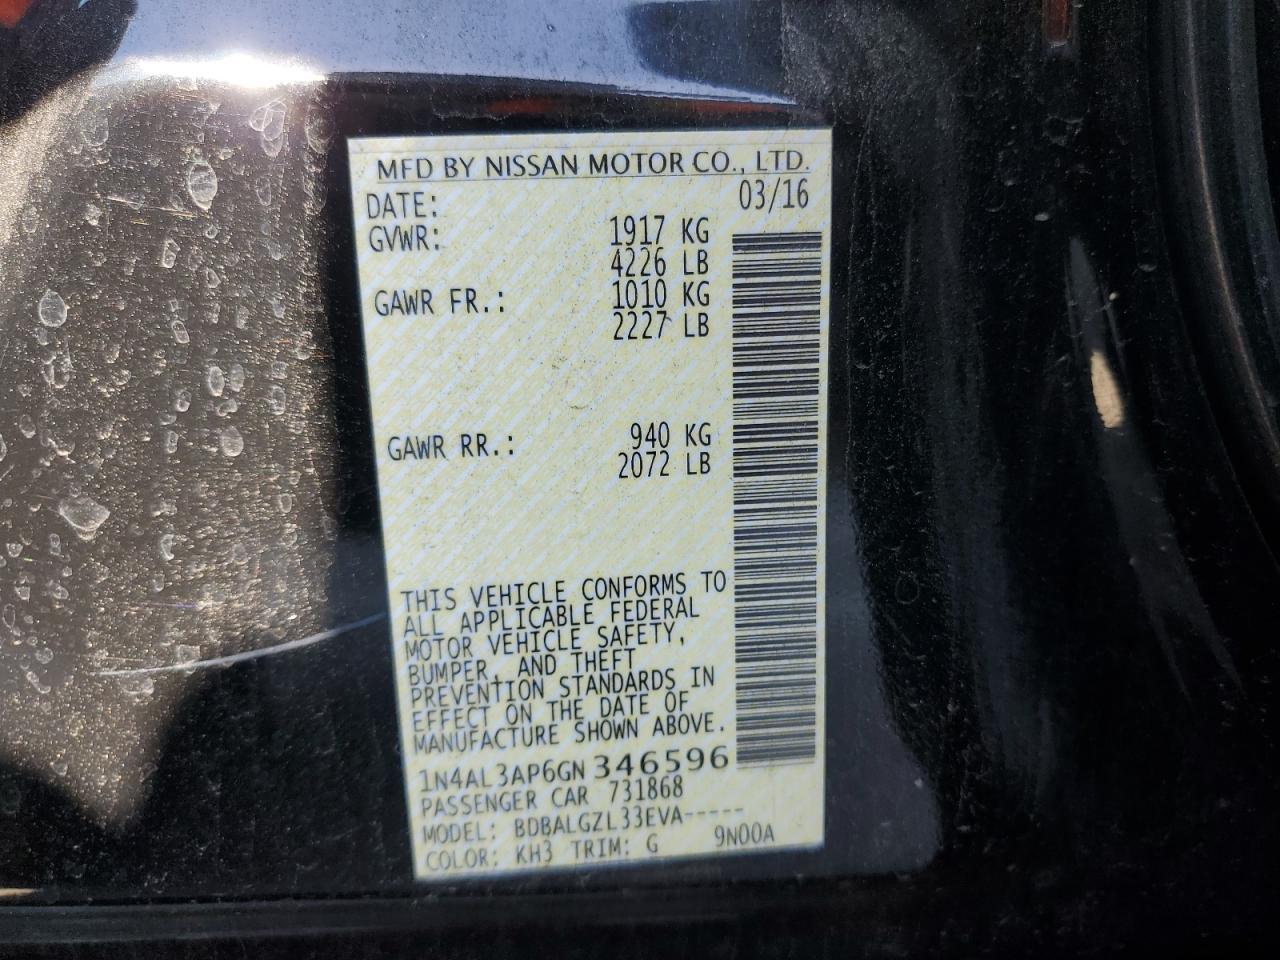 MFD BY NISSAN MOTOR CO., LTD.
DATE: 03/16
GVWR: 1917 KG
4226 LB
GAWR FR.: 1010 KG
2227 LB
GAWR RR.: 940 KG
2072 LB
THIS VEHICLE CONFORMS TO
ALL APPLICABLE FEDERAL
MOTOR VEHICLE SAFETY,
BUMPER, AND THEFT
PREVENTION STANDARDS IN
EFFECT ON THE DATE OF
MANUFACTURE SHOWN ABOVE.
1N4AL3AP6GN346596
PASSENGER CAR 731868
MODEL: BDBALGZL33EVA-----
COLOR: KH3 TRIM: G 9N00A